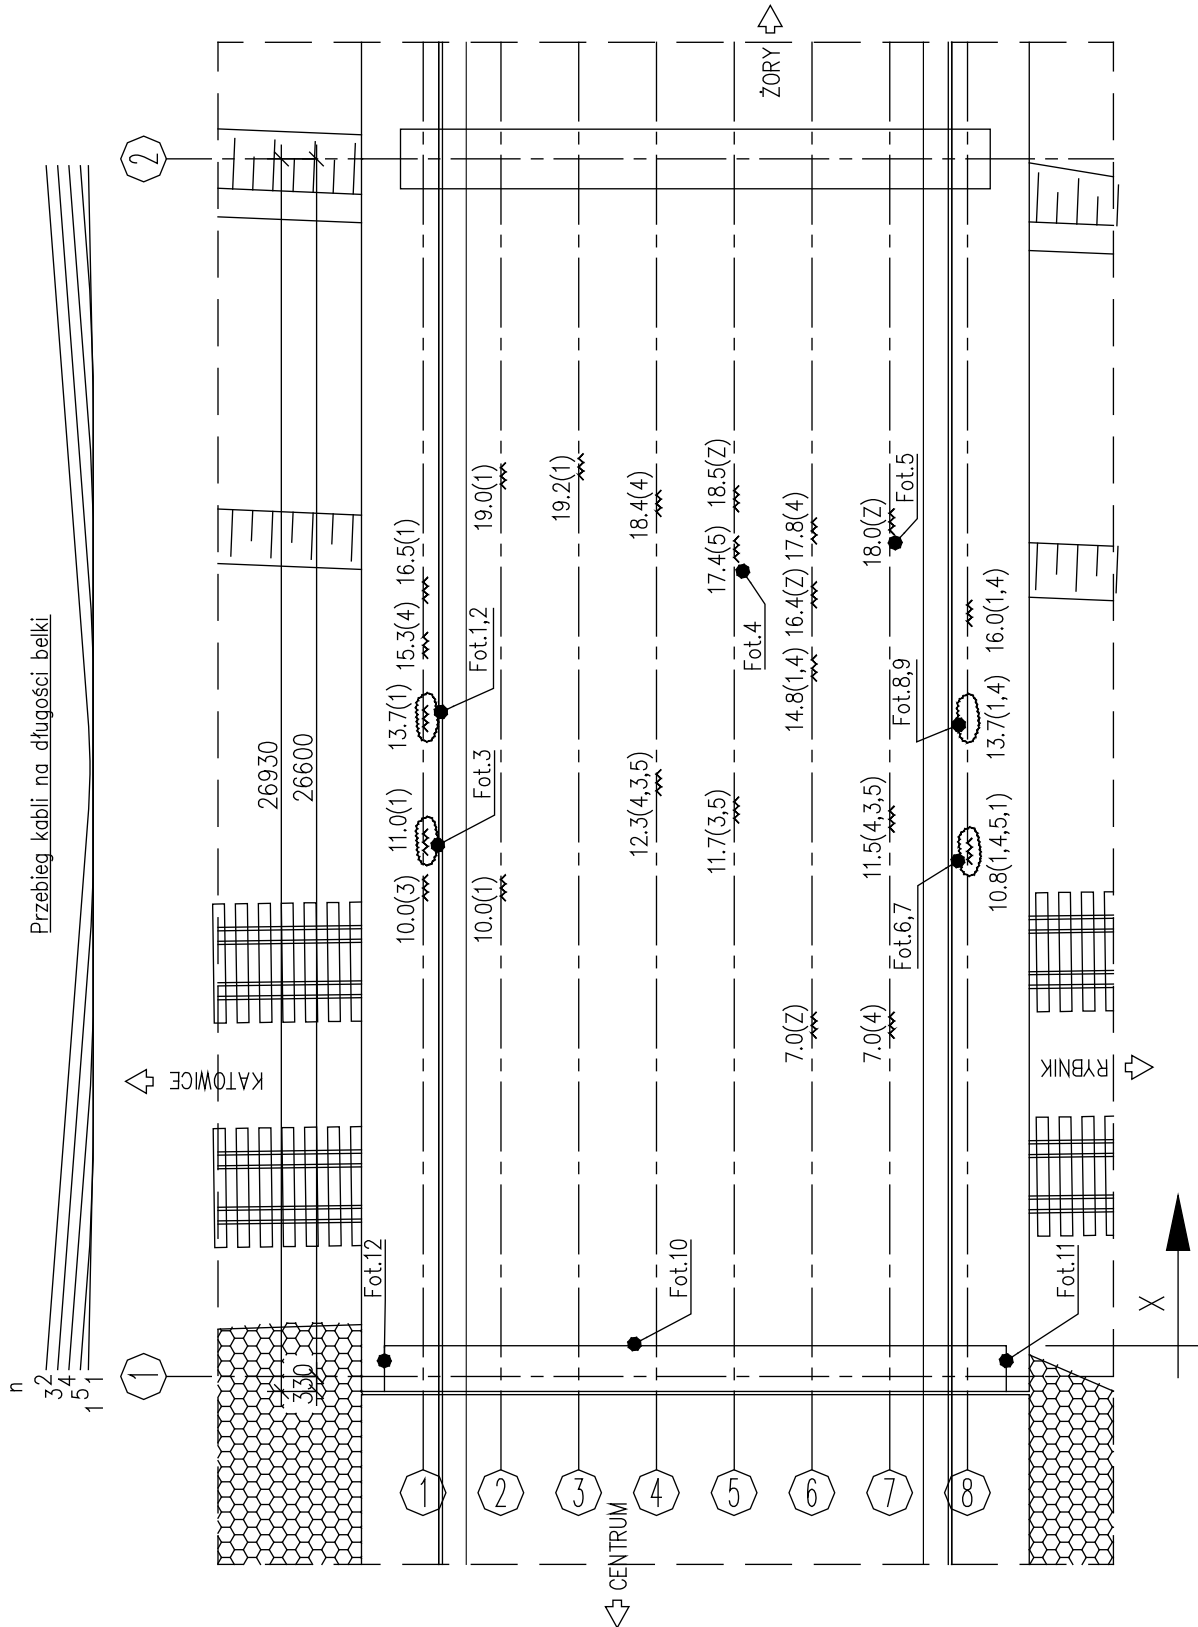 ŻORY
2
n
2
3
4
5
1
1
Przebieg kabli na długości belki
26930
26600
330
KATOWICE
RYBNIK
CENTRUM
X
1
1
2
3
4
5
6
7
8
10.0(3)
11.0(1)
13.7(1)
15.3(4)
16.5(1)
10.0(1)
19.0(1)
19.2(1)
12.3(4,3,5)
18.4(4)
11.7(3,5)
17.4(5)
18.5(Z)
7.0(Z)
14.8(1,4)
16.4(Z)
17.8(4)
7.0(4)
11.5(4,3,5)
18.0(Z)
10.8(1,4,5,1)
13.7(1,4)
16.0(1,4)
Fot.1,2
Fot.3
Fot.4
Fot.5
Fot.6,7
Fot.8,9
Fot.10
Fot.11
Fot.12